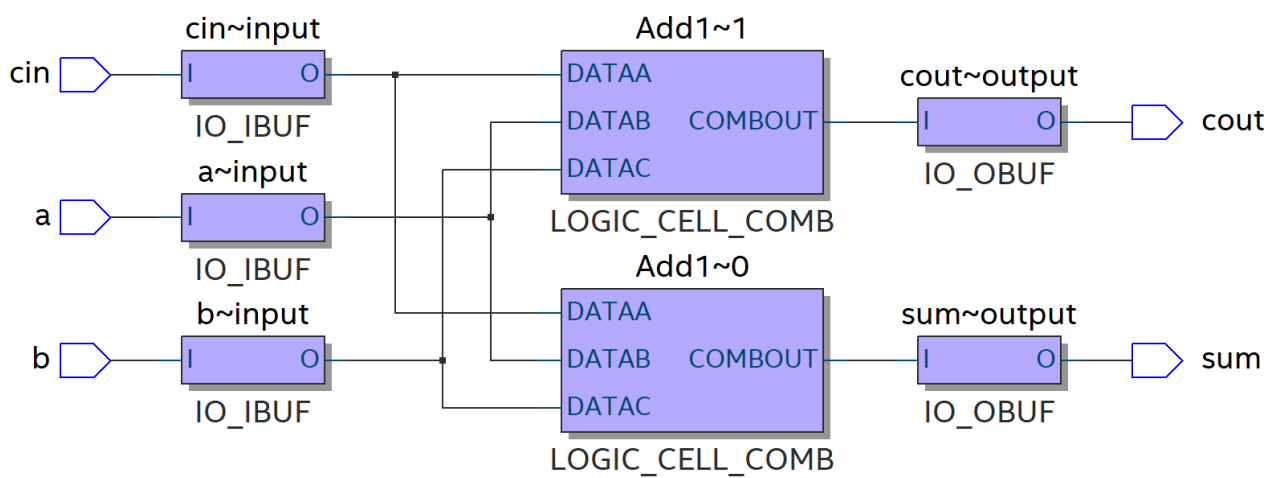 cin
cin~input
I O
IO_IBUF
a
a~input
I O
IO_IBUF
b
b~input
I O
IO_IBUF
Add1~1
DATAA
DATAB COMBOUT
DATAC
LOGIC_CELL_COMB
Add1~0
DATAA
DATAB COMBOUT
DATAC
LOGIC_CELL_COMB
cout~output
I O
IO_OBUF
cout
sum~output
I O
IO_OBUF
sum